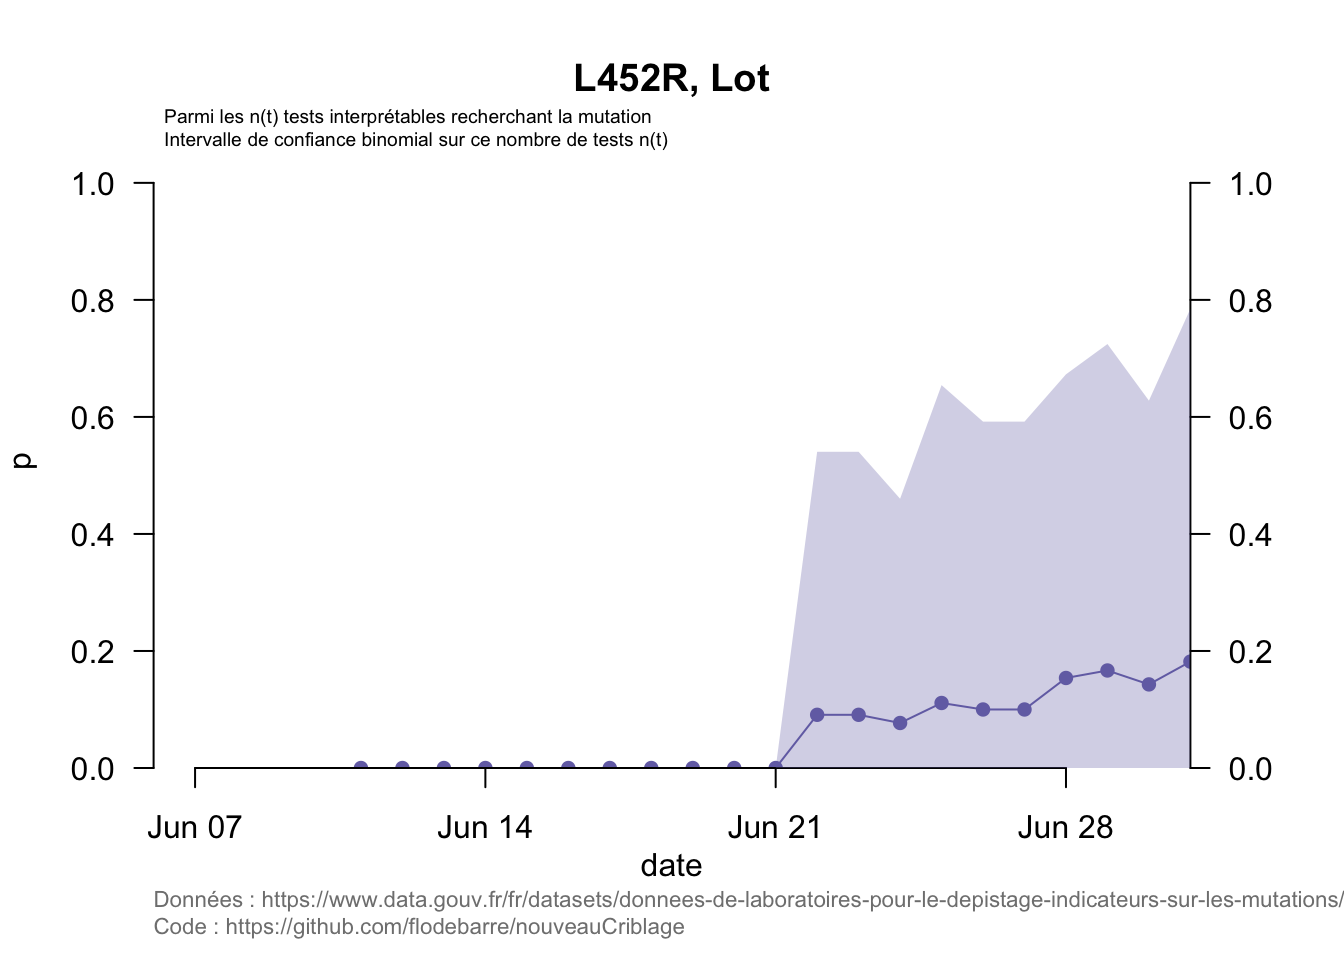 L452R, Lot
Parmi les n(t) tests interprétables recherchant la mutation
Intervalle de confiance binomial sur ce nombre de tests n(t)
1.0 1.0
0.8 0.8
0.6 0.6
p
0.4 0.4
0.2 0.2
0.0 0.0
Jun 07 Jun 14 Jun 21 Jun 28
date
Données : https://www.data.gouv.fr/fr/datasets/donnees-de-laboratoires-pour-le-depistage-indicateurs-sur-les-mutations/
Code : https://github.com/flodebarre/nouveauCriblage